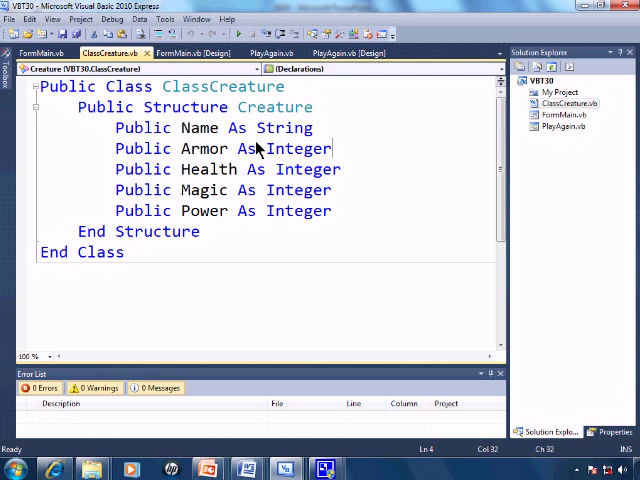 VBT30 - Microsoft Visual Basic 2010 Express
File Edit View Project Debug Data Tools Window Help
FormMain.vb ClassCreature.vb FormMain.vb [Design] PlayAgain.vb PlayAgain.vb [Design]
Creature (VBT30.ClassCreature) (Declarations)
Public Class ClassCreature
Public Structure Creature
Public Name As String
Public Armor As Integer
Public Health As Integer
Public Magic As Integer
Public Power As Integer
End Structure
End Class
100 %
Toolbox
Solution Explorer
VBT30
My Project
ClassCreature.vb
FormMain.vb
PlayAgain.vb
Solution Explo... Properties
Error List
0 Errors 0 Warnings 0 Messages
Description File Line Column Project
Ready Ln 4 Col 32 Ch 32 INS
hp